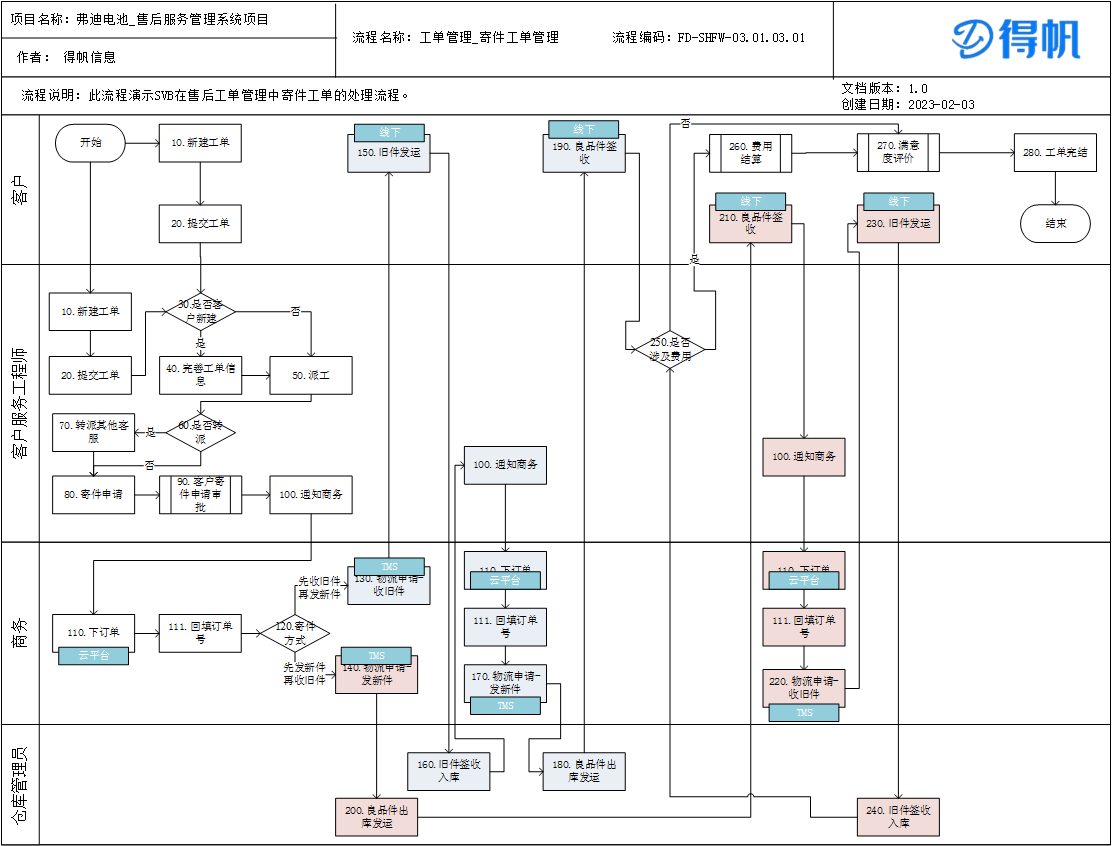 项目名称：弗迪电池_售后服务管理系统项目
作者： 得帆信息
流程名称：工单管理_寄件工单管理
流程编码：FD-SHFW-03.01.03.01
得帆
流程说明：此流程演示SVB在售后工单管理中寄件工单的处理流程。
文档版本：1.0
创建日期：2023-02-03
客户
开始
10.新建工单
20.提交工单
线下
150.旧件发运
线下
190.良品件签
收
否
260.费用
结算
270.满意
度评价
280.工单完结
线下
210.良品件签
收
线下
230.旧件发运
结束
是
客户服务工程师
10.新建工单
20.提交工单
30.是否客
户新建
否
是
40.完善工单信
息
50.派工
250.是否
涉及费用
70.转派其他客
服
是
60.是否转
派
否
80.寄件申请
90.客户寄
件申请审
批
100.通知商务
100.通知商务
100.通知商务
商务
110.下订单
云平台
111.回填订单
号
120.寄件
方式
先收旧件
再发新件
先发新件
再收旧件
TMS
130.物流申请-
收旧件
TMS
140.物流申请-
发新件
110.下订单
云平台
111.回填订单
号
170.物流申请-
发新件
TMS
110.下订单
云平台
111.回填订单
号
220.物流申请-
收旧件
TMS
仓库管理员
160.旧件签收
入库
180.良品件出
库发运
200.良品件出
库发运
240.旧件签收
入库